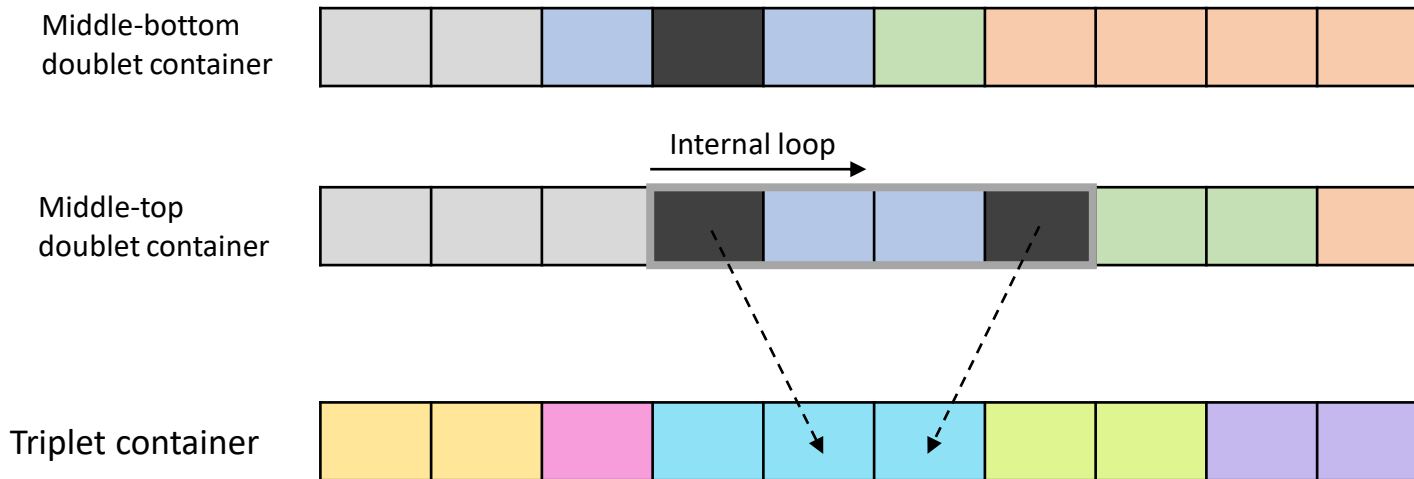 Middle-bottom
doublet container
Internal loop
Middle-top
doublet container
Triplet container